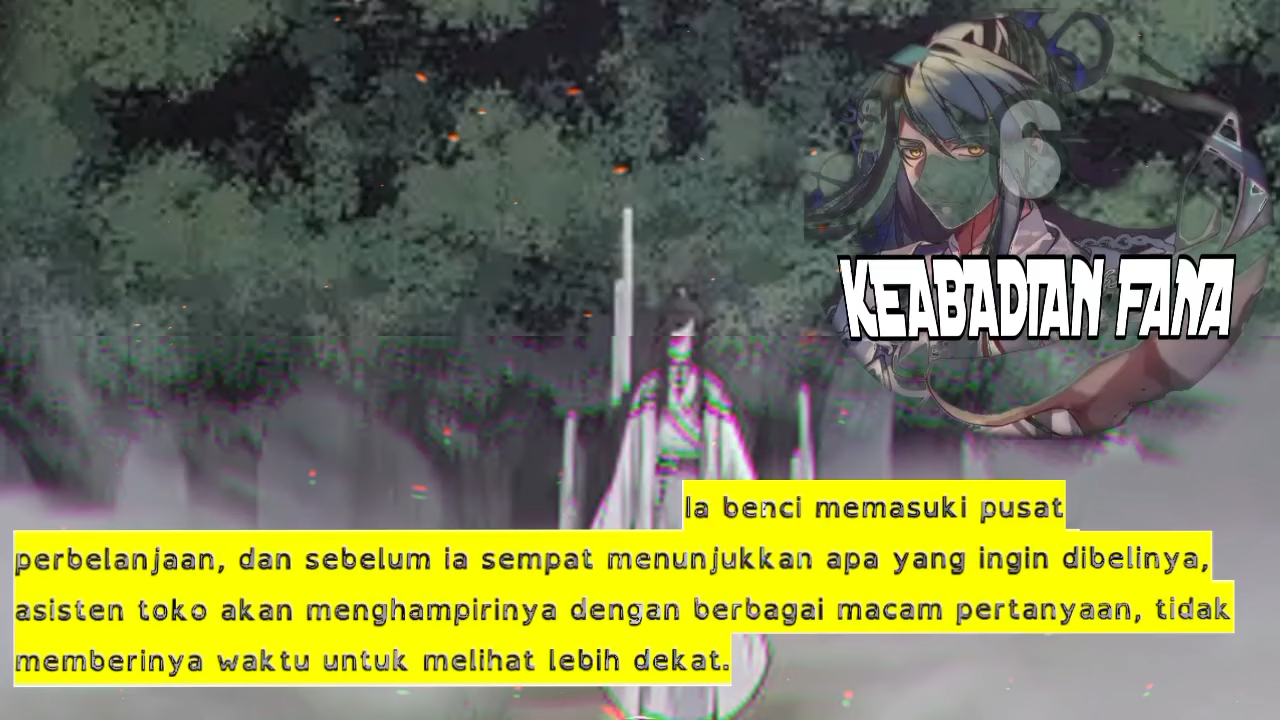 6
KEABADIAN FANA
Ia benci memasuki pusat
perbelanjaan, dan sebelum ia sempat menunjukkan apa yang ingin dibelinya,
asisten toko akan menghampirinya dengan berbagai macam pertanyaan, tidak
memberinya waktu untuk melihat lebih dekat.